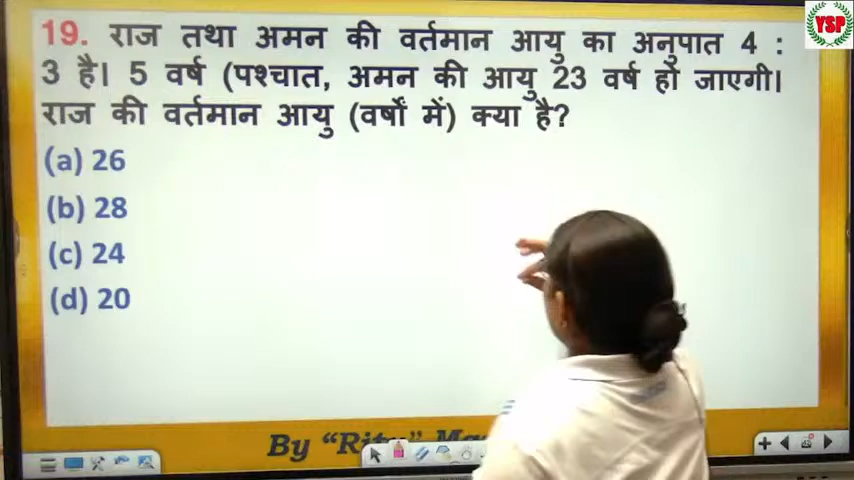 YSP
19. राज तथा अमन की वर्तमान आयु का अनुपात 4 :
3 है। 5 वर्ष (पश्चात, अमन की आयु 23 वर्ष हो जाएगी।
राज की वर्तमान आयु (वर्षों में) क्या है?
(a) 26
(b) 28
(c) 24
(d) 20
By